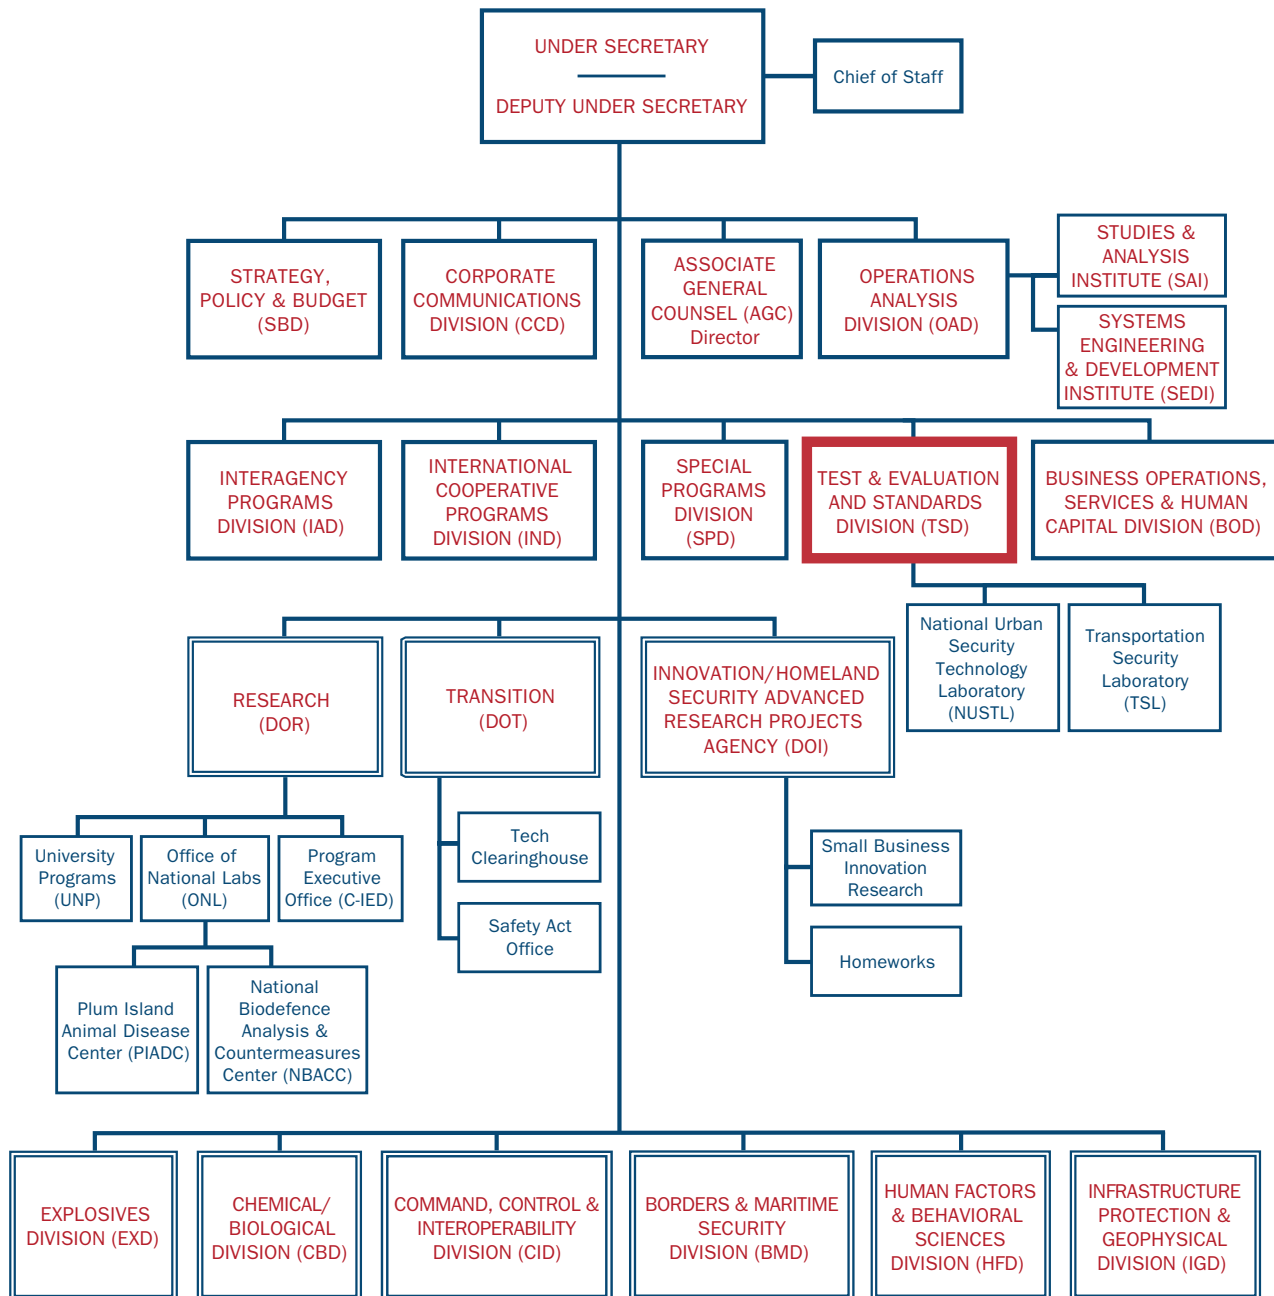 UNDER SECRETARY
DEPUTY UNDER SECRETARY
Chief of Staff
STRATEGY,
POLICY & BUDGET
(SBD)
CORPORATE
COMMUNICATIONS
DIVISION (CCD)
ASSOCIATE
GENERAL
COUNSEL (AGC)
Director
OPERATIONS
ANALYSIS
DIVISION (OAD)
STUDIES &
ANALYSIS
INSTITUTE (SAI)
SYSTEMS
ENGINEERING
& DEVELOPMENT
INSTITUTE (SEDI)
INTERAGENCY
PROGRAMS
DIVISION (IAD)
INTERNATIONAL
COOPERATIVE
PROGRAMS
DIVISION (IND)
SPECIAL
PROGRAMS
DIVISION
(SPD)
TEST & EVALUATION
AND STANDARDS
DIVISION (TSD)
BUSINESS OPERATIONS,
SERVICES & HUMAN
CAPITAL DIVISION (BOD)
National Urban
Security
Technology
Laboratory
(NUSTL)
Transportation
Security
Laboratory
(TSL)
RESEARCH
(DOR)
TRANSITION
(DOT)
INNOVATION/HOMELAND
SECURITY ADVANCED
RESEARCH PROJECTS
AGENCY (DOI)
University
Programs
(UNP)
Office of
National Labs
(ONL)
Program
Executive
Office (C-IED)
Tech
Clearinghouse
Safety Act
Office
Small Business
Innovation
Research
Homeworks
Plum Island
Animal Disease
Center (PIADC)
National
Biodefence
Analysis &
Countermeasures
Center (NBACC)
EXPLOSIVES
DIVISION (EXD)
CHEMICAL/
BIOLOGICAL
DIVISION (CBD)
COMMAND, CONTROL &
INTEROPERABILITY
DIVISION (CID)
BORDERS & MARITIME
SECURITY
DIVISION (BMD)
HUMAN FACTORS
& BEHAVIORAL
SCIENCES
DIVISION (HFD)
INFRASTRUCTURE
PROTECTION &
GEOPHYSICAL
DIVISION (IGD)